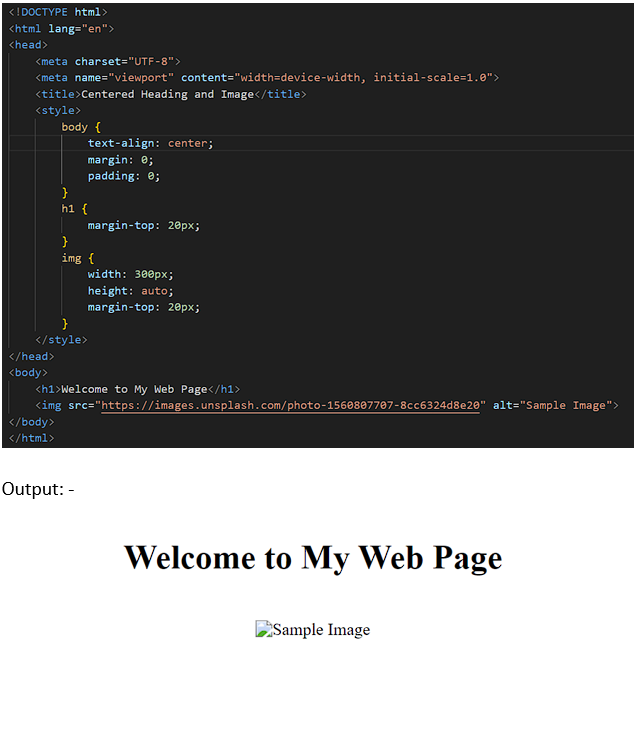 <!DOCTYPE html>
<html lang="en">
<head>
    <meta charset="UTF-8">
    <meta name="viewport" content="width=device-width, initial-scale=1.0">
    <title>Centered Heading and Image</title>
    <style>
        body {
            text-align: center;
            margin: 0;
            padding: 0;
        }
        h1 {
            margin-top: 20px;
        }
        img {
            width: 300px;
            height: auto;
            margin-top: 20px;
        }
    </style>
</head>
<body>
    <h1>Welcome to My Web Page</h1>
    <img src="https://images.unsplash.com/photo-1560807707-8cc6324d8e20" alt="Sample Image">
</body>
</html>
Output: -
Welcome to My Web Page
Sample Image